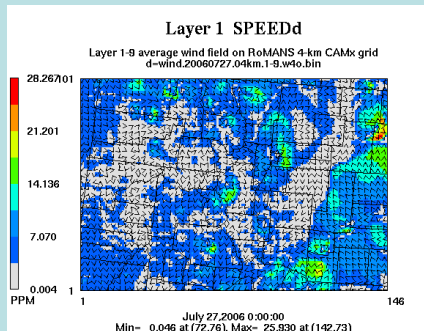 Layer 1 SPEEDd
Layer 1-9 average wind field on RoMANS 4-km CAMx grid
d=wind.20060727.04km.1-9.w4o.bin
28.267
101
21.201
14.136
7.070
0.004
PPM
1
1
146
July 27,2006 0:00:00
Min= 0.046 at (72.76), Max= 25.930 at (142.73)